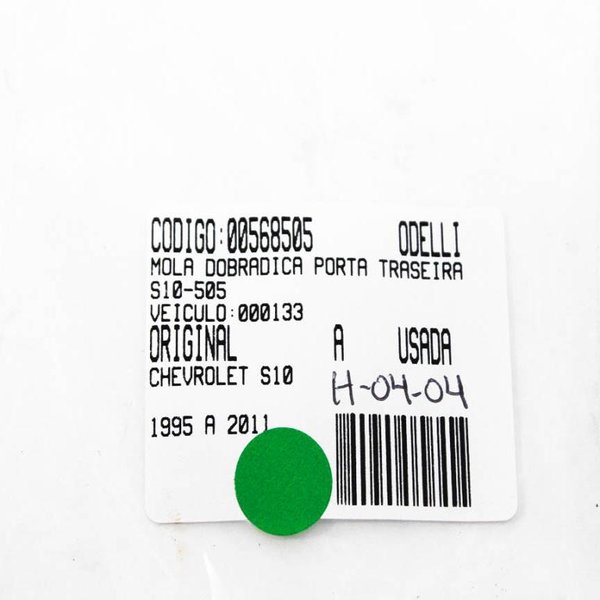 CODIGO:00568505 ODELLI
MOLA DOBRADICA PORTA TRASEIRA
S10-505
VEICULO:000133
ORIGINAL A USADA
CHEVROLET S10
H-04-04
1995 A 2011